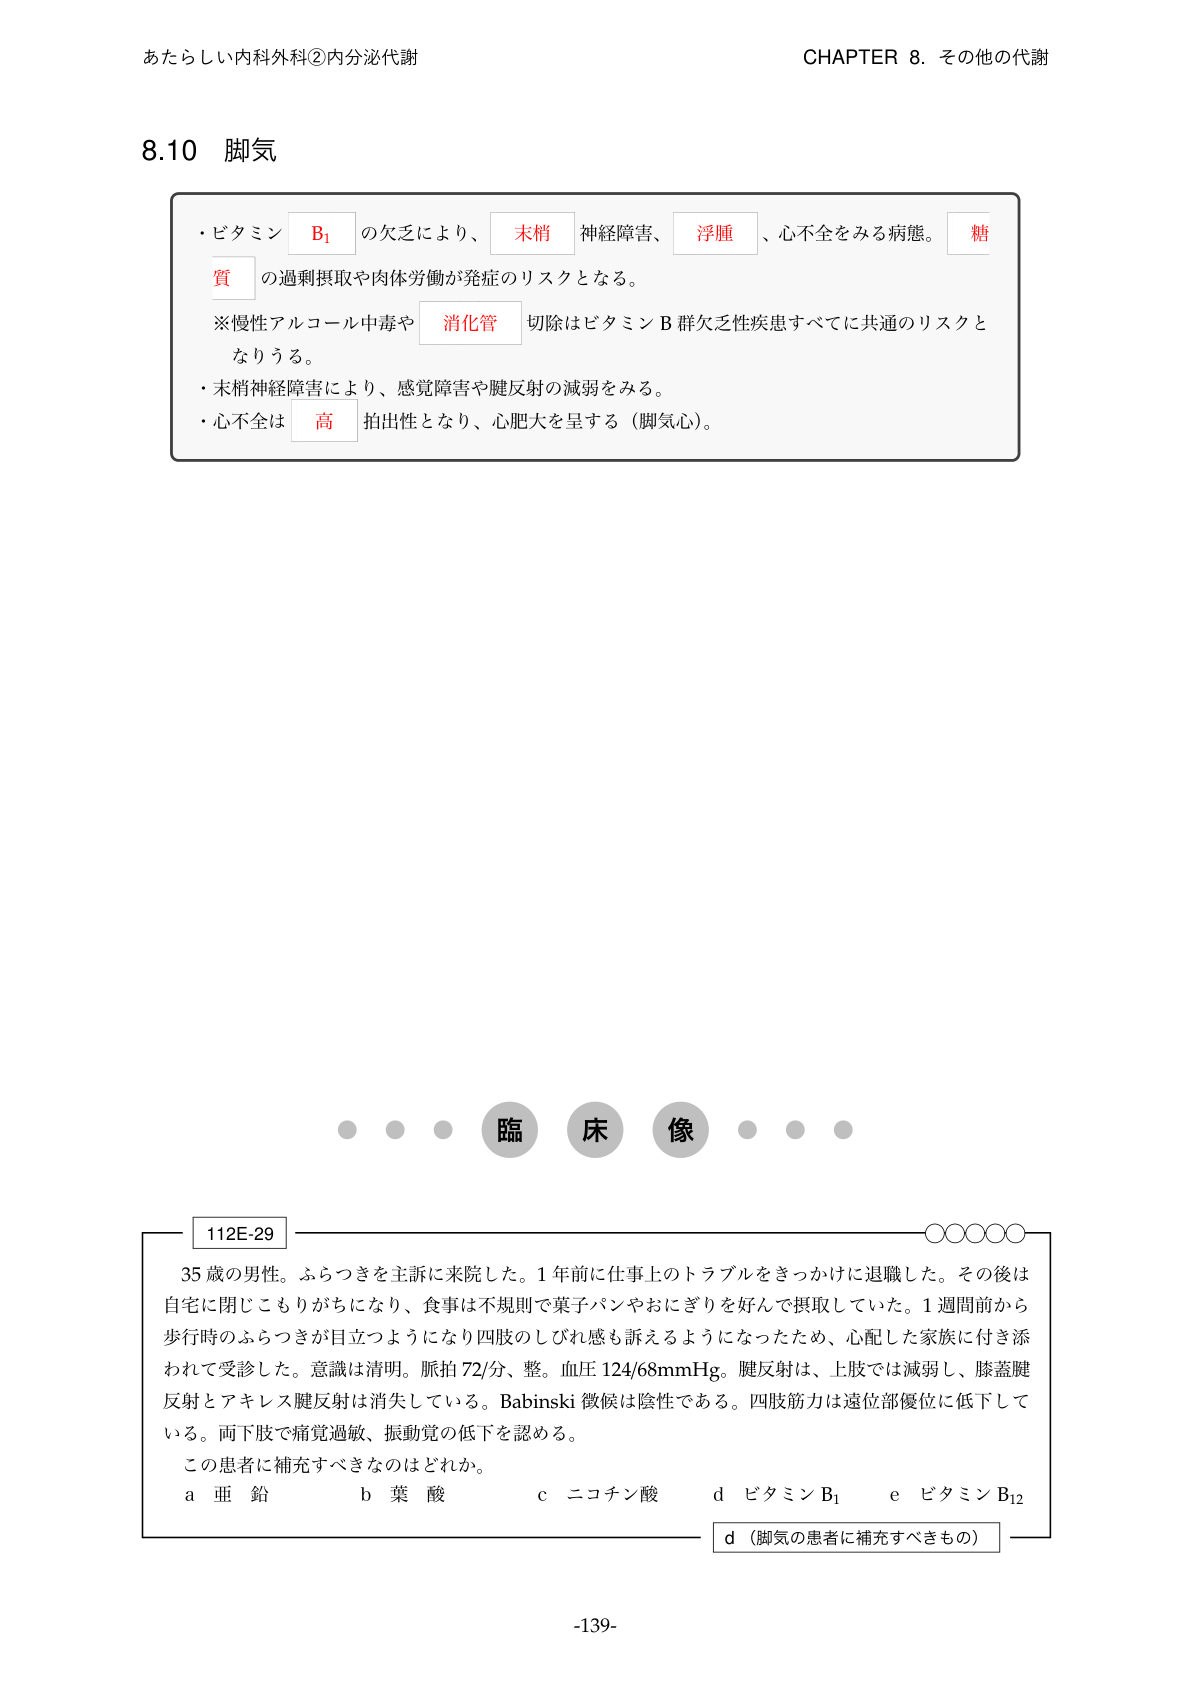 あたらしい内科外科②内分泌代謝
CHAPTER 8. その他の代謝
8.10 脚気
・ビタミン B₁ の欠乏により、 末梢 神経障害、 浮腫 、心不全をみる病態。 糖
質 の過剰摂取や肉体労働が発症のリスクとなる。
※慢性アルコール中毒や 消化管 切除はビタミン B 群欠乏性疾患すべてに共通のリスクと
なりうる。
・末梢神経障害により、感覚障害や腱反射の減弱をみる。
・心不全は 高 拍出性となり、心肥大を呈する（脚気心）。
臨 床 像
112E-29
35 歳の男性。ふらつきを主訴に来院した。1 年前に仕事上のトラブルをきっかけに退職した。その後は
自宅に閉じこもりがちになり、食事は不規則で菓子パンやおにぎりを好んで摂取していた。1 週間前から
歩行時のふらつきが目立つようになり四肢のしびれ感も訴えるようになったため、心配した家族に付き添
われて受診した。意識は清明。脈拍 72/分、整。血圧 124/68mmHg。腱反射は、上肢では減弱し、膝蓋腱
反射とアキレス腱反射は消失している。Babinski 徴候は陰性である。四肢筋力は遠位部優位に低下して
いる。両下肢で痛覚過敏、振動覚の低下を認める。
この患者に補充すべきなのはどれか。
a 亜 鉛 b 葉 酸 c ニコチン酸 d ビタミン B₁ e ビタミン B₁₂
d （脚気の患者に補充すべきもの）
-139-